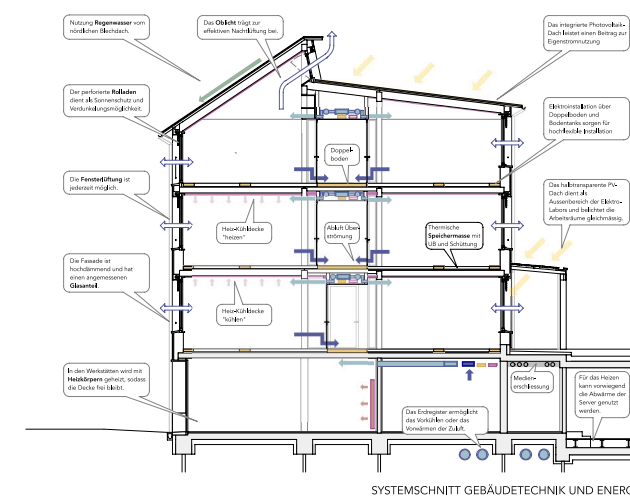 Nutzung Regenwasser vom
nördlichen Blechdach.
Das Oblicht trägt zur
effektiven Nachtlüftung bei.
Das integrierte Photovoltaik-
Dach leistet einen Beitrag zur
Eigenstromnutzung
Der perforierte Rolladen
dient als Sonnenschutz und
Verdunkelungsmöglichkeit.
Elektroinstallation über
Doppelboden und
Bodentanks sorgen für
hochflexible Installation
Doppel-
boden
Die Fensterlüftung ist
jederzeit möglich.
Das halbtransparente PV-
Dach dient als
Aussenbereich der Elektro-
Labors und belichtet die
Arbeitsräume gleichmässig.
Heiz-Kühldecke
"heizen"
Abluft Über-
strömung
Thermische
Speichermasse mit
UB und Schüttung
Die Fassade ist
hochdämmend und hat
einen angemessenen
Glasanteil.
Heiz-Kühldecke
"kühlen"
In den Werkstätten wird mit
Heizkörpern geheizt, sodass
die Decke frei bleibt.
Medien-
erschliessung
Für das Heizen
kann vorwiegend
die Abwärme der
Server genutzt
werden.
Das Erdregister ermöglicht
das Vorkühlen oder das
Vorwärmen der Zuluft.
SYSTEMSCHNITT GEBÄUDETECHNIK UND ENERG